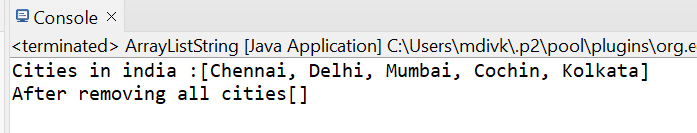 Console
<terminated> ArrayListString [Java Application] C:\Users\mdivk\.p2\pool\plugins\org.e
Cities in india :[Chennai, Delhi, Mumbai, Cochin, Kolkata]
After removing all cities[]